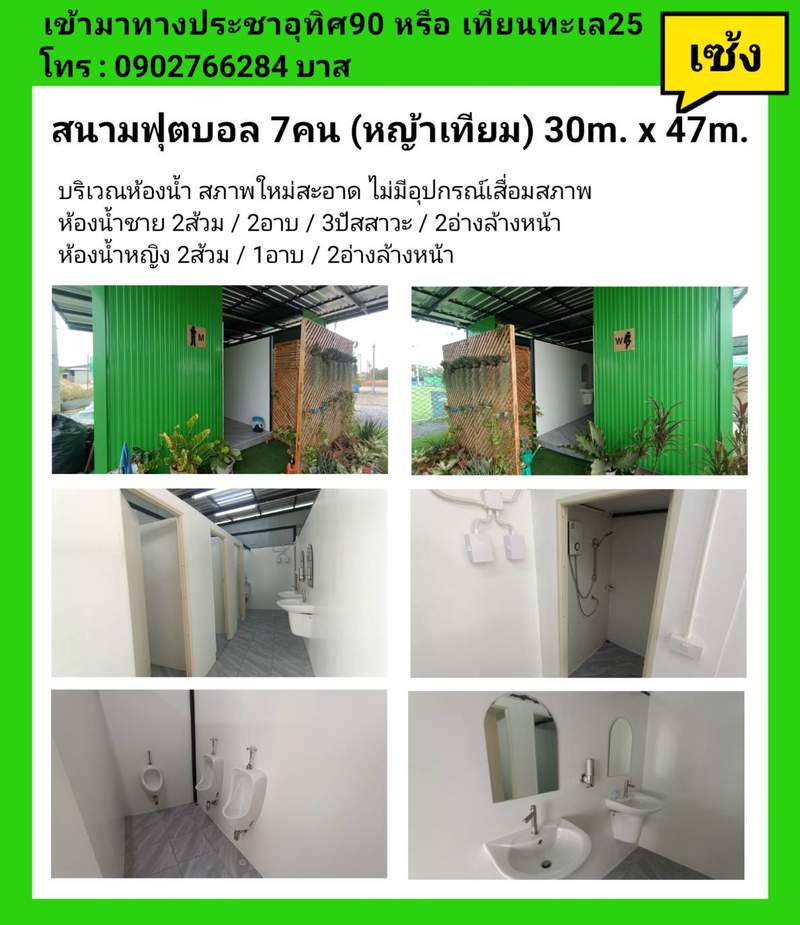 เข้ามาทางประชาอุทิศ90 หรือ เทียนทะเล25
โทร : 0902766284 บาส
เซ้ง
สนามฟุตบอล 7คน (หญ้าเทียม) 30m. x 47m.
บริเวณห้องน้ำ สภาพใหม่สะอาด ไม่มีอุปกรณ์เสื่อมสภาพ
ห้องน้ำชาย 2ส้วม / 2อาบ / 3ปัสสาวะ / 2อ่างล้างหน้า
ห้องน้ำหญิง 2ส้วม / 1อาบ / 2อ่างล้างหน้า
M
W